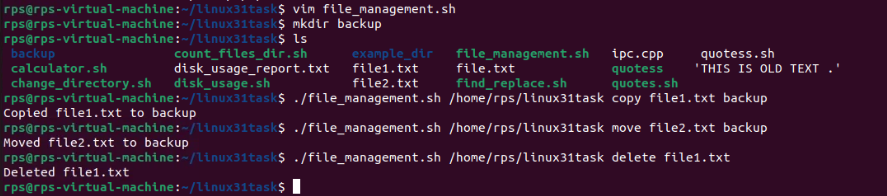 rps@rps-virtual-machine:~/linux31task$ vim file_management.sh
rps@rps-virtual-machine:~/linux31task$ mkdir backup
rps@rps-virtual-machine:~/linux31task$ ls
backup count_files_dir.sh example_dir file_management.sh ipc.cpp quotess.sh
calculator.sh disk_usage_report.txt file1.txt file.txt quotess 'THIS IS OLD TEXT .'
change_directory.sh disk_usage.sh file2.txt find_replace.sh quotes.sh
rps@rps-virtual-machine:~/linux31task$ ./file_management.sh /home/rps/linux31task copy file1.txt backup
Copied file1.txt to backup
rps@rps-virtual-machine:~/linux31task$ ./file_management.sh /home/rps/linux31task move file2.txt backup
Moved file2.txt to backup
rps@rps-virtual-machine:~/linux31task$ ./file_management.sh /home/rps/linux31task delete file1.txt
Deleted file1.txt
rps@rps-virtual-machine:~/linux31task$